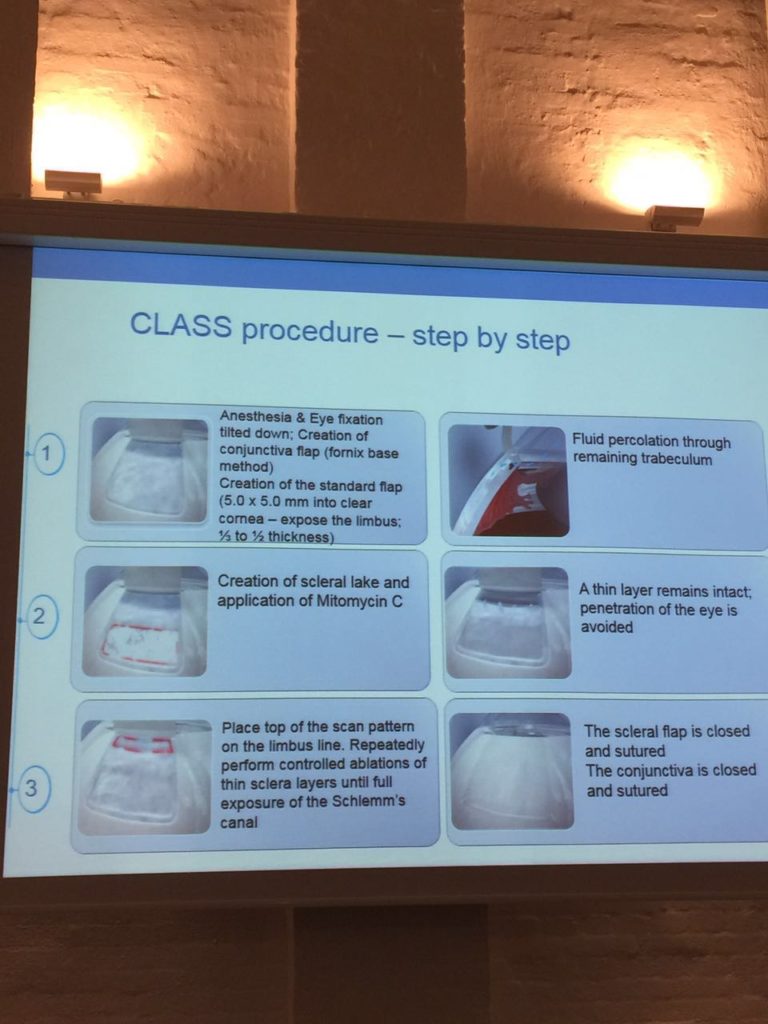 CLASS procedure – step by step
1
Anesthesia & Eye fixation
tilted down; Creation of
conjunctiva flap (fornix base
method)
Creation of the standard flap
(5.0 x 5.0 mm into clear
cornea – expose the limbus;
⅓ to ½ thickness)
2
Creation of scleral lake and
application of Mitomycin C
3
Place top of the scan pattern
on the limbus line. Repeatedly
perform controlled ablations of
thin sclera layers until full
exposure of the Schlemm's
canal
Fluid percolation through
remaining trabeculum
A thin layer remains intact;
penetration of the eye is
avoided
The scleral flap is closed
and sutured
The conjunctiva is closed
and sutured